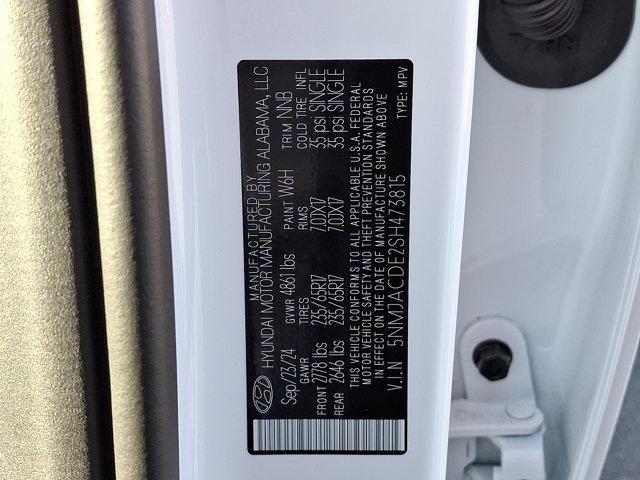 MANUFACTURED BY
HYUNDAI MOTOR MANUFACTURING ALABAMA, LLC
Sep/23/24 GVWR 4861 lbs PAINT W6H TRIM NNB
GAWR TIRES RIMS COLD TIRE INFL
FRONT 2778 lbs 235/65R17 7.0JX17 35 psi SINGLE
REAR 2646 lbs 235/65R17 7.0JX17 35 psi SINGLE
THIS VEHICLE CONFORMS TO ALL APPLICABLE U.S.A. FEDERAL
MOTOR VEHICLE SAFETY AND THEFT PREVENTION STANDARDS
IN EFFECT ON THE DATE OF MANUFACTURE SHOWN ABOVE
V.I.N 5NMJACDE2SH473815 TYPE: MPV